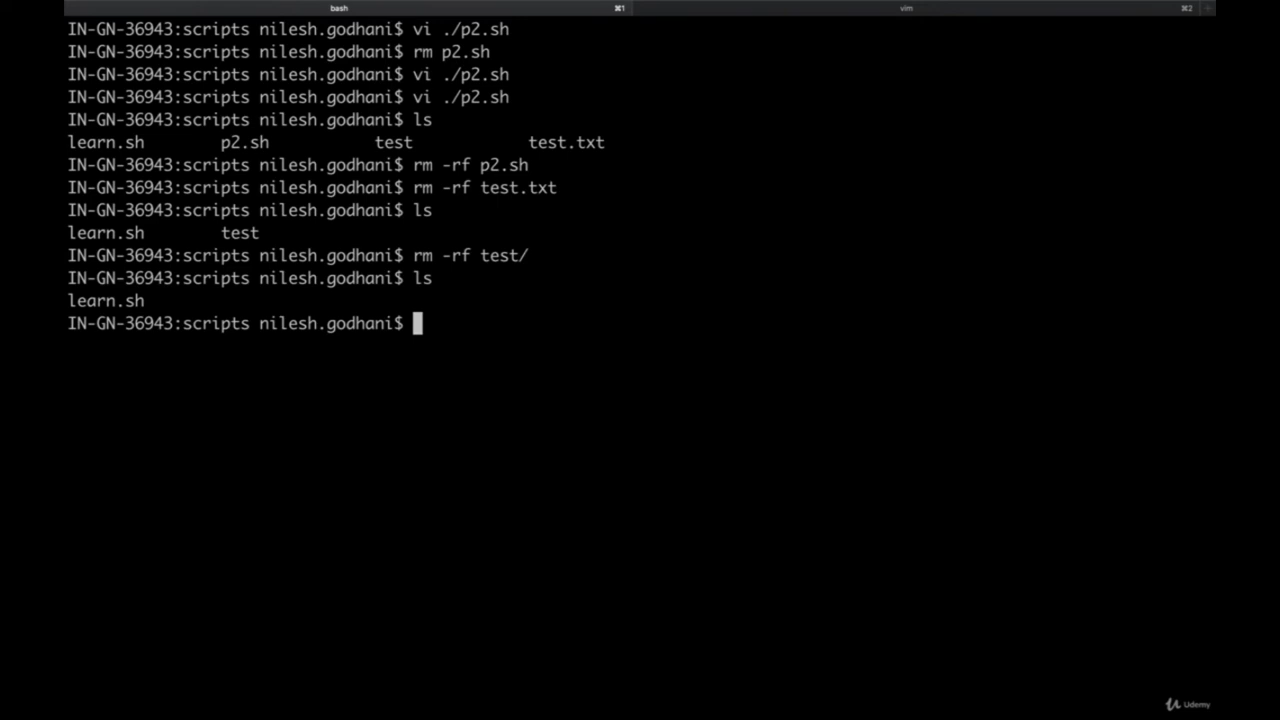 bash ⌘1 vim ⌘2 +
IN-GN-36943:scripts nilesh.godhani$ vi ./p2.sh
IN-GN-36943:scripts nilesh.godhani$ rm p2.sh
IN-GN-36943:scripts nilesh.godhani$ vi ./p2.sh
IN-GN-36943:scripts nilesh.godhani$ vi ./p2.sh
IN-GN-36943:scripts nilesh.godhani$ ls
learn.sh p2.sh test test.txt
IN-GN-36943:scripts nilesh.godhani$ rm -rf p2.sh
IN-GN-36943:scripts nilesh.godhani$ rm -rf test.txt
IN-GN-36943:scripts nilesh.godhani$ ls
learn.sh test
IN-GN-36943:scripts nilesh.godhani$ rm -rf test/
IN-GN-36943:scripts nilesh.godhani$ ls
learn.sh
IN-GN-36943:scripts nilesh.godhani$
Udemy